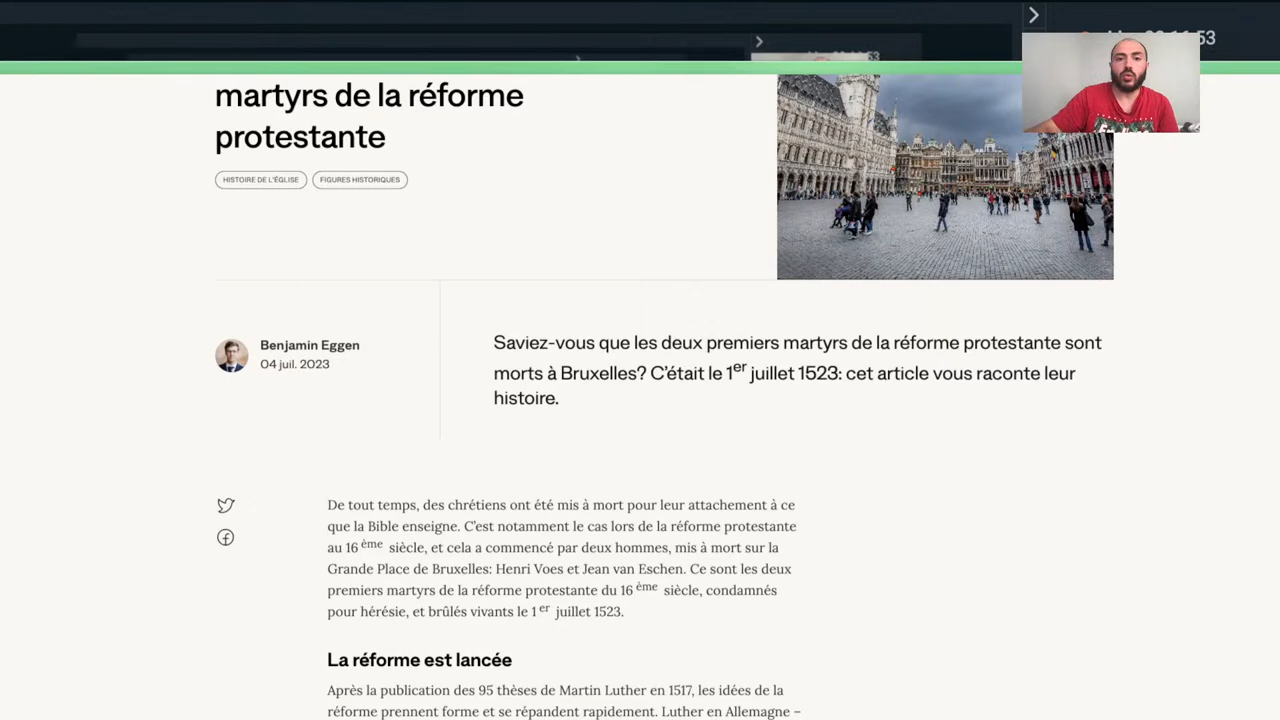 martyrs de la réforme
protestante
HISTOIRE DE L'ÉGLISE
FIGURES HISTORIQUES
Benjamin Eggen
04 juil. 2023
Saviez-vous que les deux premiers martyrs de la réforme protestante sont
morts à Bruxelles? C’était le 1er juillet 1523: cet article vous raconte leur
histoire.
De tout temps, des chrétiens ont été mis à mort pour leur attachement à ce
que la Bible enseigne. C’est notamment le cas lors de la réforme protestante
au 16 ème siècle, et cela a commencé par deux hommes, mis à mort sur la
Grande Place de Bruxelles: Henri Voes et Jean van Eschen. Ce sont les deux
premiers martyrs de la réforme protestante du 16 ème siècle, condamnés
pour hérésie, et brûlés vivants le 1 er juillet 1523.
La réforme est lancée
Après la publication des 95 thèses de Martin Luther en 1517, les idées de la
réforme prennent forme et se répandent rapidement. Luther en Allemagne –